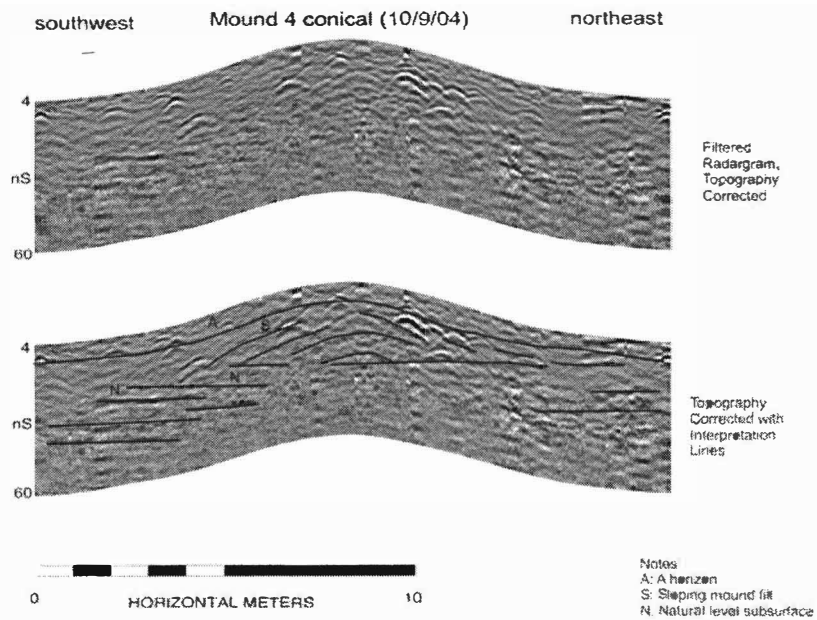 southwest Mound 4 conical (10/9/04) northeast
4
nS
60
Filtered
Radargram,
Topography
Corrected
A
S
N
N
4
nS
60
Topography
Corrected with
Interpretation
Lines
0 HORIZONTAL METERS 10
Notes
A: A horizon
S: Sloping mound fill
N: Natural level subsurface